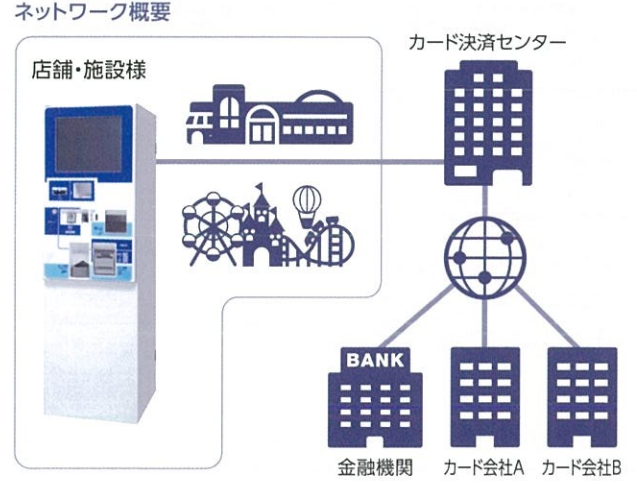 ネットワーク概要
カード決済センター
店舗・施設様
BANK
金融機関
カード会社A
カード会社B